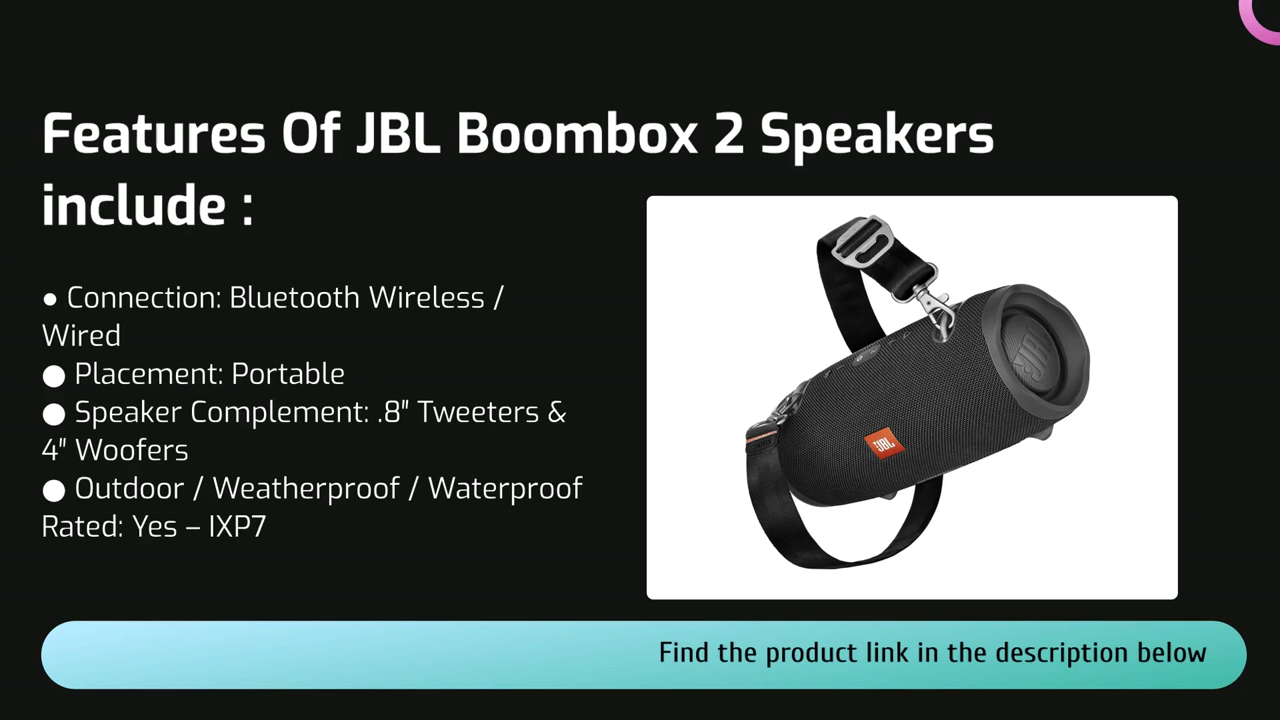 Features Of JBL Boombox 2 Speakers
include :
● Connection: Bluetooth Wireless /
Wired
● Placement: Portable
● Speaker Complement: .8" Tweeters &
4" Woofers
● Outdoor / Weatherproof / Waterproof
Rated: Yes – IXP7
JBL
JBL
Find the product link in the description below